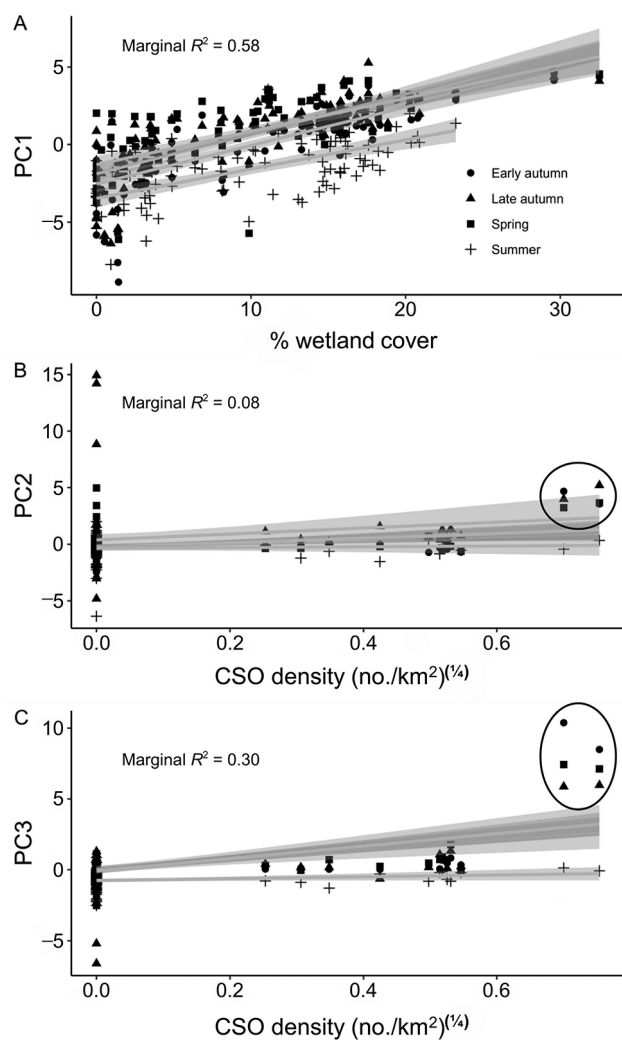 A
Marginal R² = 0.58
PC1
5
0
−5
Early autumn
Late autumn
Spring
Summer
0
10
20
30
% wetland cover
B
Marginal R² = 0.08
PC2
15
10
5
0
−5
0.0
0.2
0.4
0.6
CSO density (no./km²)(¼)
C
Marginal R² = 0.30
PC3
10
5
0
−5
0.0
0.2
0.4
0.6
CSO density (no./km²)(¼)